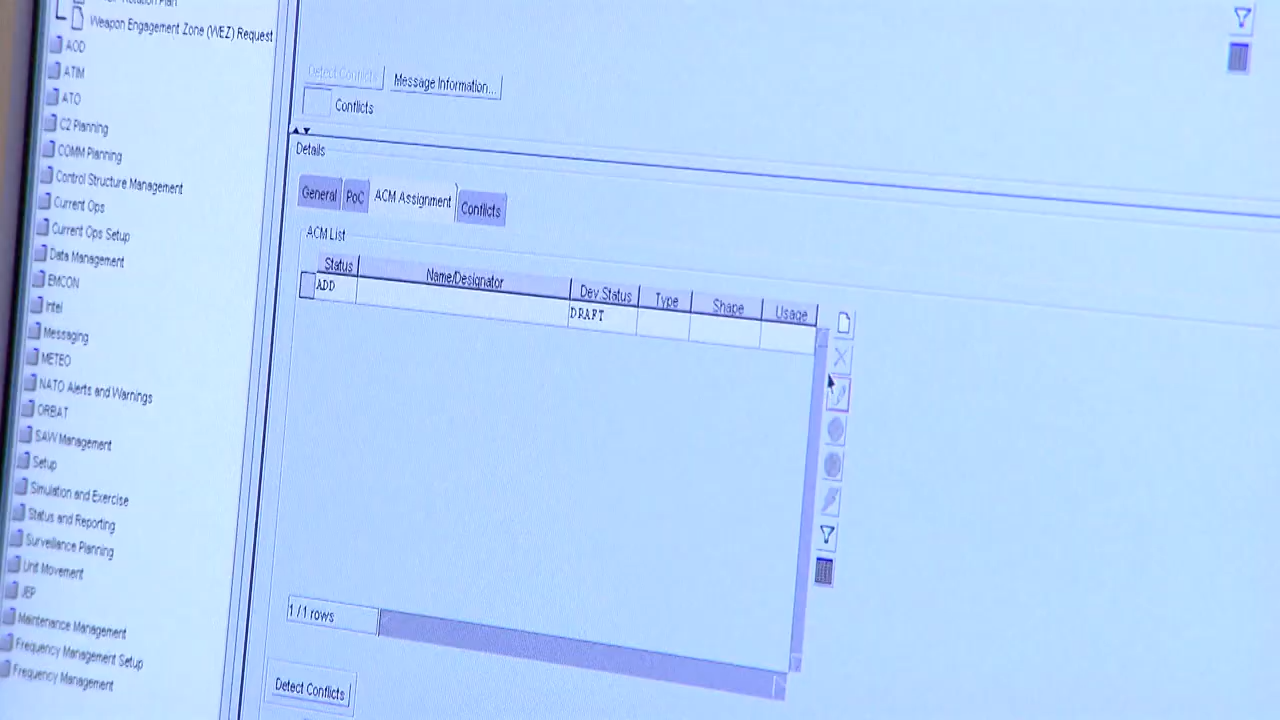 Weapon Engagement Zone (WEZ) Request
AOD
ATIM
ATO
C2 Planning
COMM Planning
Control Structure Management
Current Ops
Current Ops Setup
Data Management
EMCON
Intel
Messaging
METEO
NATO Alerts and Warnings
ORBAT
SAW Management
Setup
Simulation and Exercise
Status and Reporting
Surveillance Planning
Unit Movement
JEP
Maintenance Management
Frequency Management Setup
Frequency Management
Detect Conflicts
Message Information...
Conflicts
Details
General
PoC
ACM Assignment
Conflicts
ACM List
Status
Name/Designator
Dev Status
Type
Shape
Usage
ADD
DRAFT
1 / 1 rows
Detect Conflicts